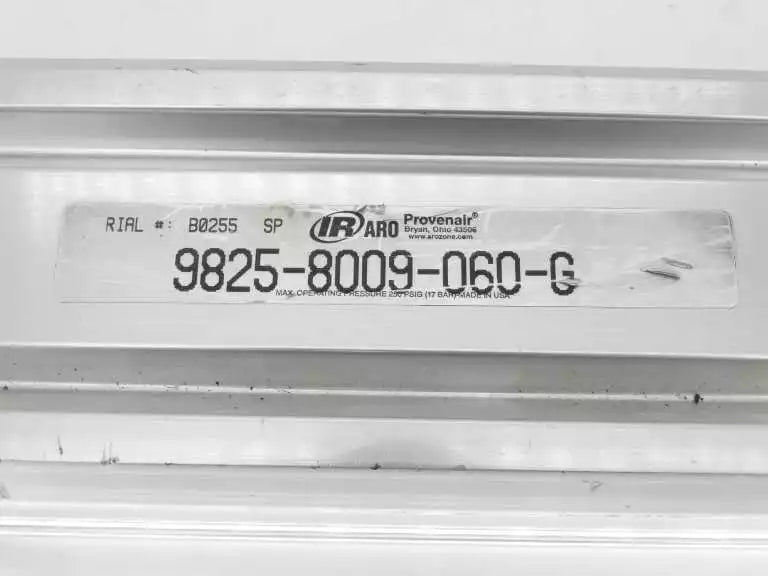 RIAL #: B0255 SP
IR ARO
Provenair®
Bryan, Ohio 43506
www.arozone.com
9825-8009-060-G
MAX. OPERATING PRESSURE 250 PSIG (17 BAR) MADE IN USA